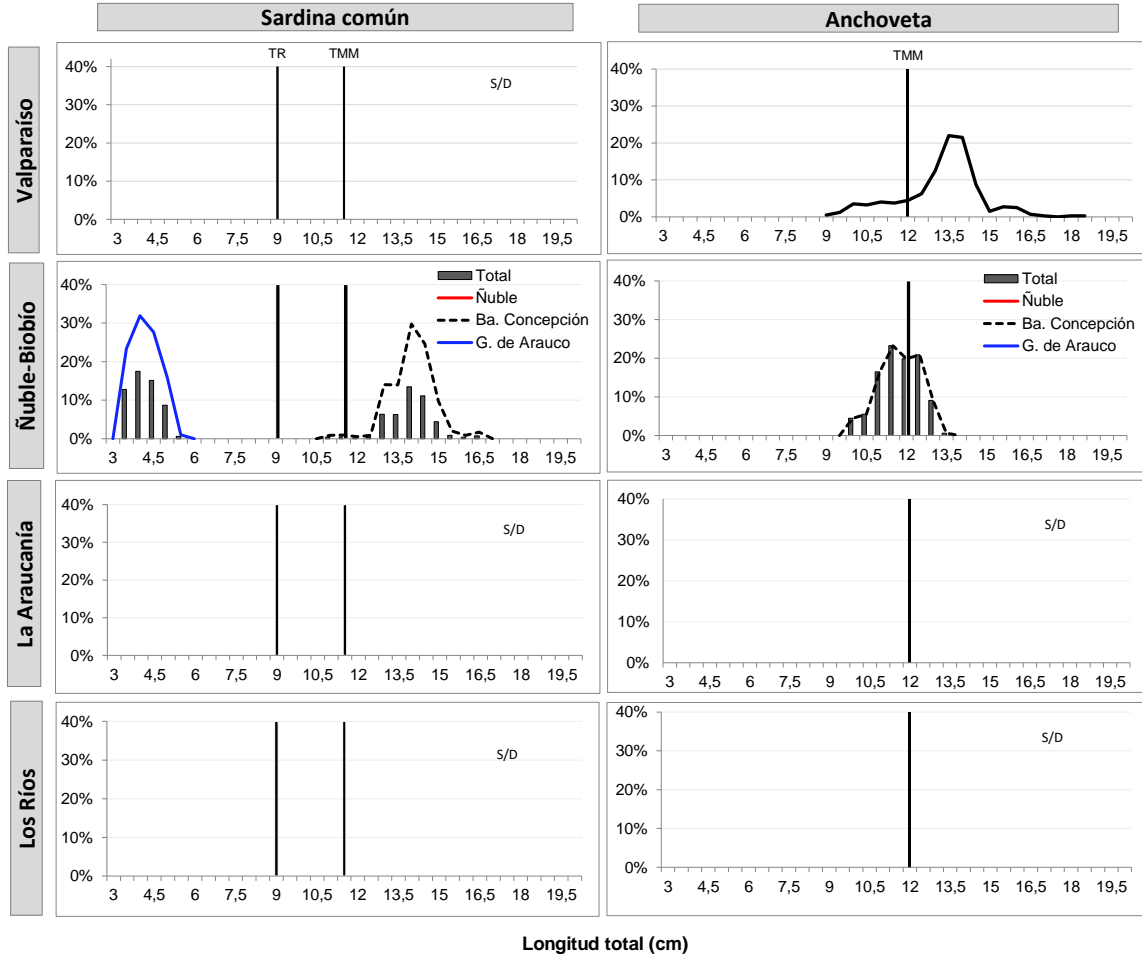 Sardina común
Anchoveta
Valparaíso
TR
TMM
S/D
40%
30%
20%
10%
0%
3 4,5 6 7,5 9 10,5 12 13,5 15 16,5 18 19,5
TMM
40%
30%
20%
10%
0%
3 4,5 6 7,5 9 10,5 12 13,5 15 16,5 18 19,5
Ñuble-Biobío
40%
30%
20%
10%
0%
Total
Ñuble
Ba. Concepción
G. de Arauco
3 4,5 6 7,5 9 10,5 12 13,5 15 16,5 18 19,5
40%
30%
20%
10%
0%
Total
Ñuble
Ba. Concepción
G. de Arauco
3 4,5 6 7,5 9 10,5 12 13,5 15 16,5 18 19,5
La Araucanía
40%
30%
20%
10%
0%
S/D
3 4,5 6 7,5 9 10,5 12 13,5 15 16,5 18 19,5
40%
30%
20%
10%
0%
S/D
3 4,5 6 7,5 9 10,5 12 13,5 15 16,5 18 19,5
Los Ríos
40%
30%
20%
10%
0%
S/D
3 4,5 6 7,5 9 10,5 12 13,5 15 16,5 18 19,5
40%
30%
20%
10%
0%
S/D
3 4,5 6 7,5 9 10,5 12 13,5 15 16,5 18 19,5
Longitud total (cm)